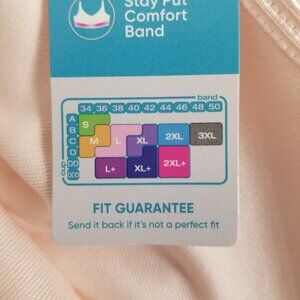 Stay Put
Comfort
Band
band
34 36 38 40 42 44 46 48 50
A
B
C
D
DD
DDD
cup
S
M L XL 2XL 3XL
L+ XL+ 2XL+
FIT GUARANTEE
Send it back if it's not a perfect fit